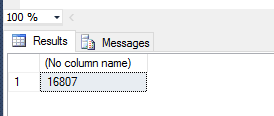 100 %
Results Messages
(No column name)
1 16807